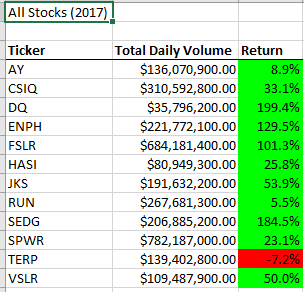 All Stocks (2017)
Ticker Total Daily Volume Return
AY $136,070,900.00 8.9%
CSIQ $310,592,800.00 33.1%
DQ $35,796,200.00 199.4%
ENPH $221,772,100.00 129.5%
FSLR $684,181,400.00 101.3%
HASI $80,949,300.00 25.8%
JKS $191,632,200.00 53.9%
RUN $267,681,300.00 5.5%
SEDG $206,885,200.00 184.5%
SPWR $782,187,000.00 23.1%
TERP $139,402,800.00 -7.2%
VSLR $109,487,900.00 50.0%